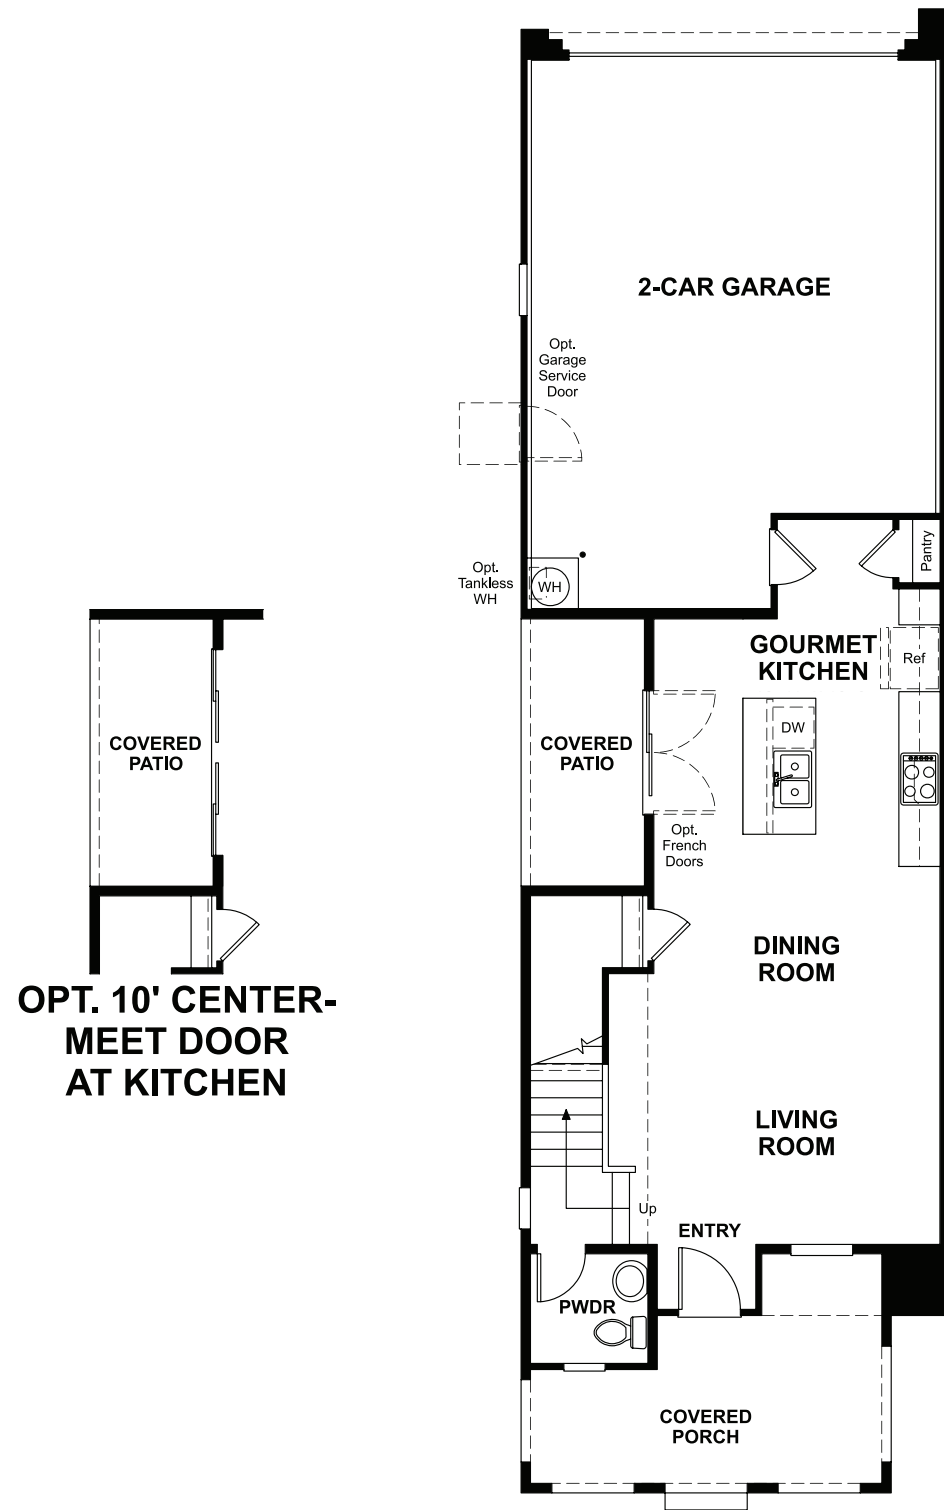 2-CAR GARAGE
Opt.
Garage
Service
Door
Pantry
Opt.
Tankless
WH
WH
GOURMET
KITCHEN
Ref
DW
COVERED
PATIO
COVERED
PATIO
Opt.
French
Doors
DINING
ROOM
OPT. 10' CENTER-
MEET DOOR
AT KITCHEN
LIVING
ROOM
Up
ENTRY
PWDR
COVERED
PORCH